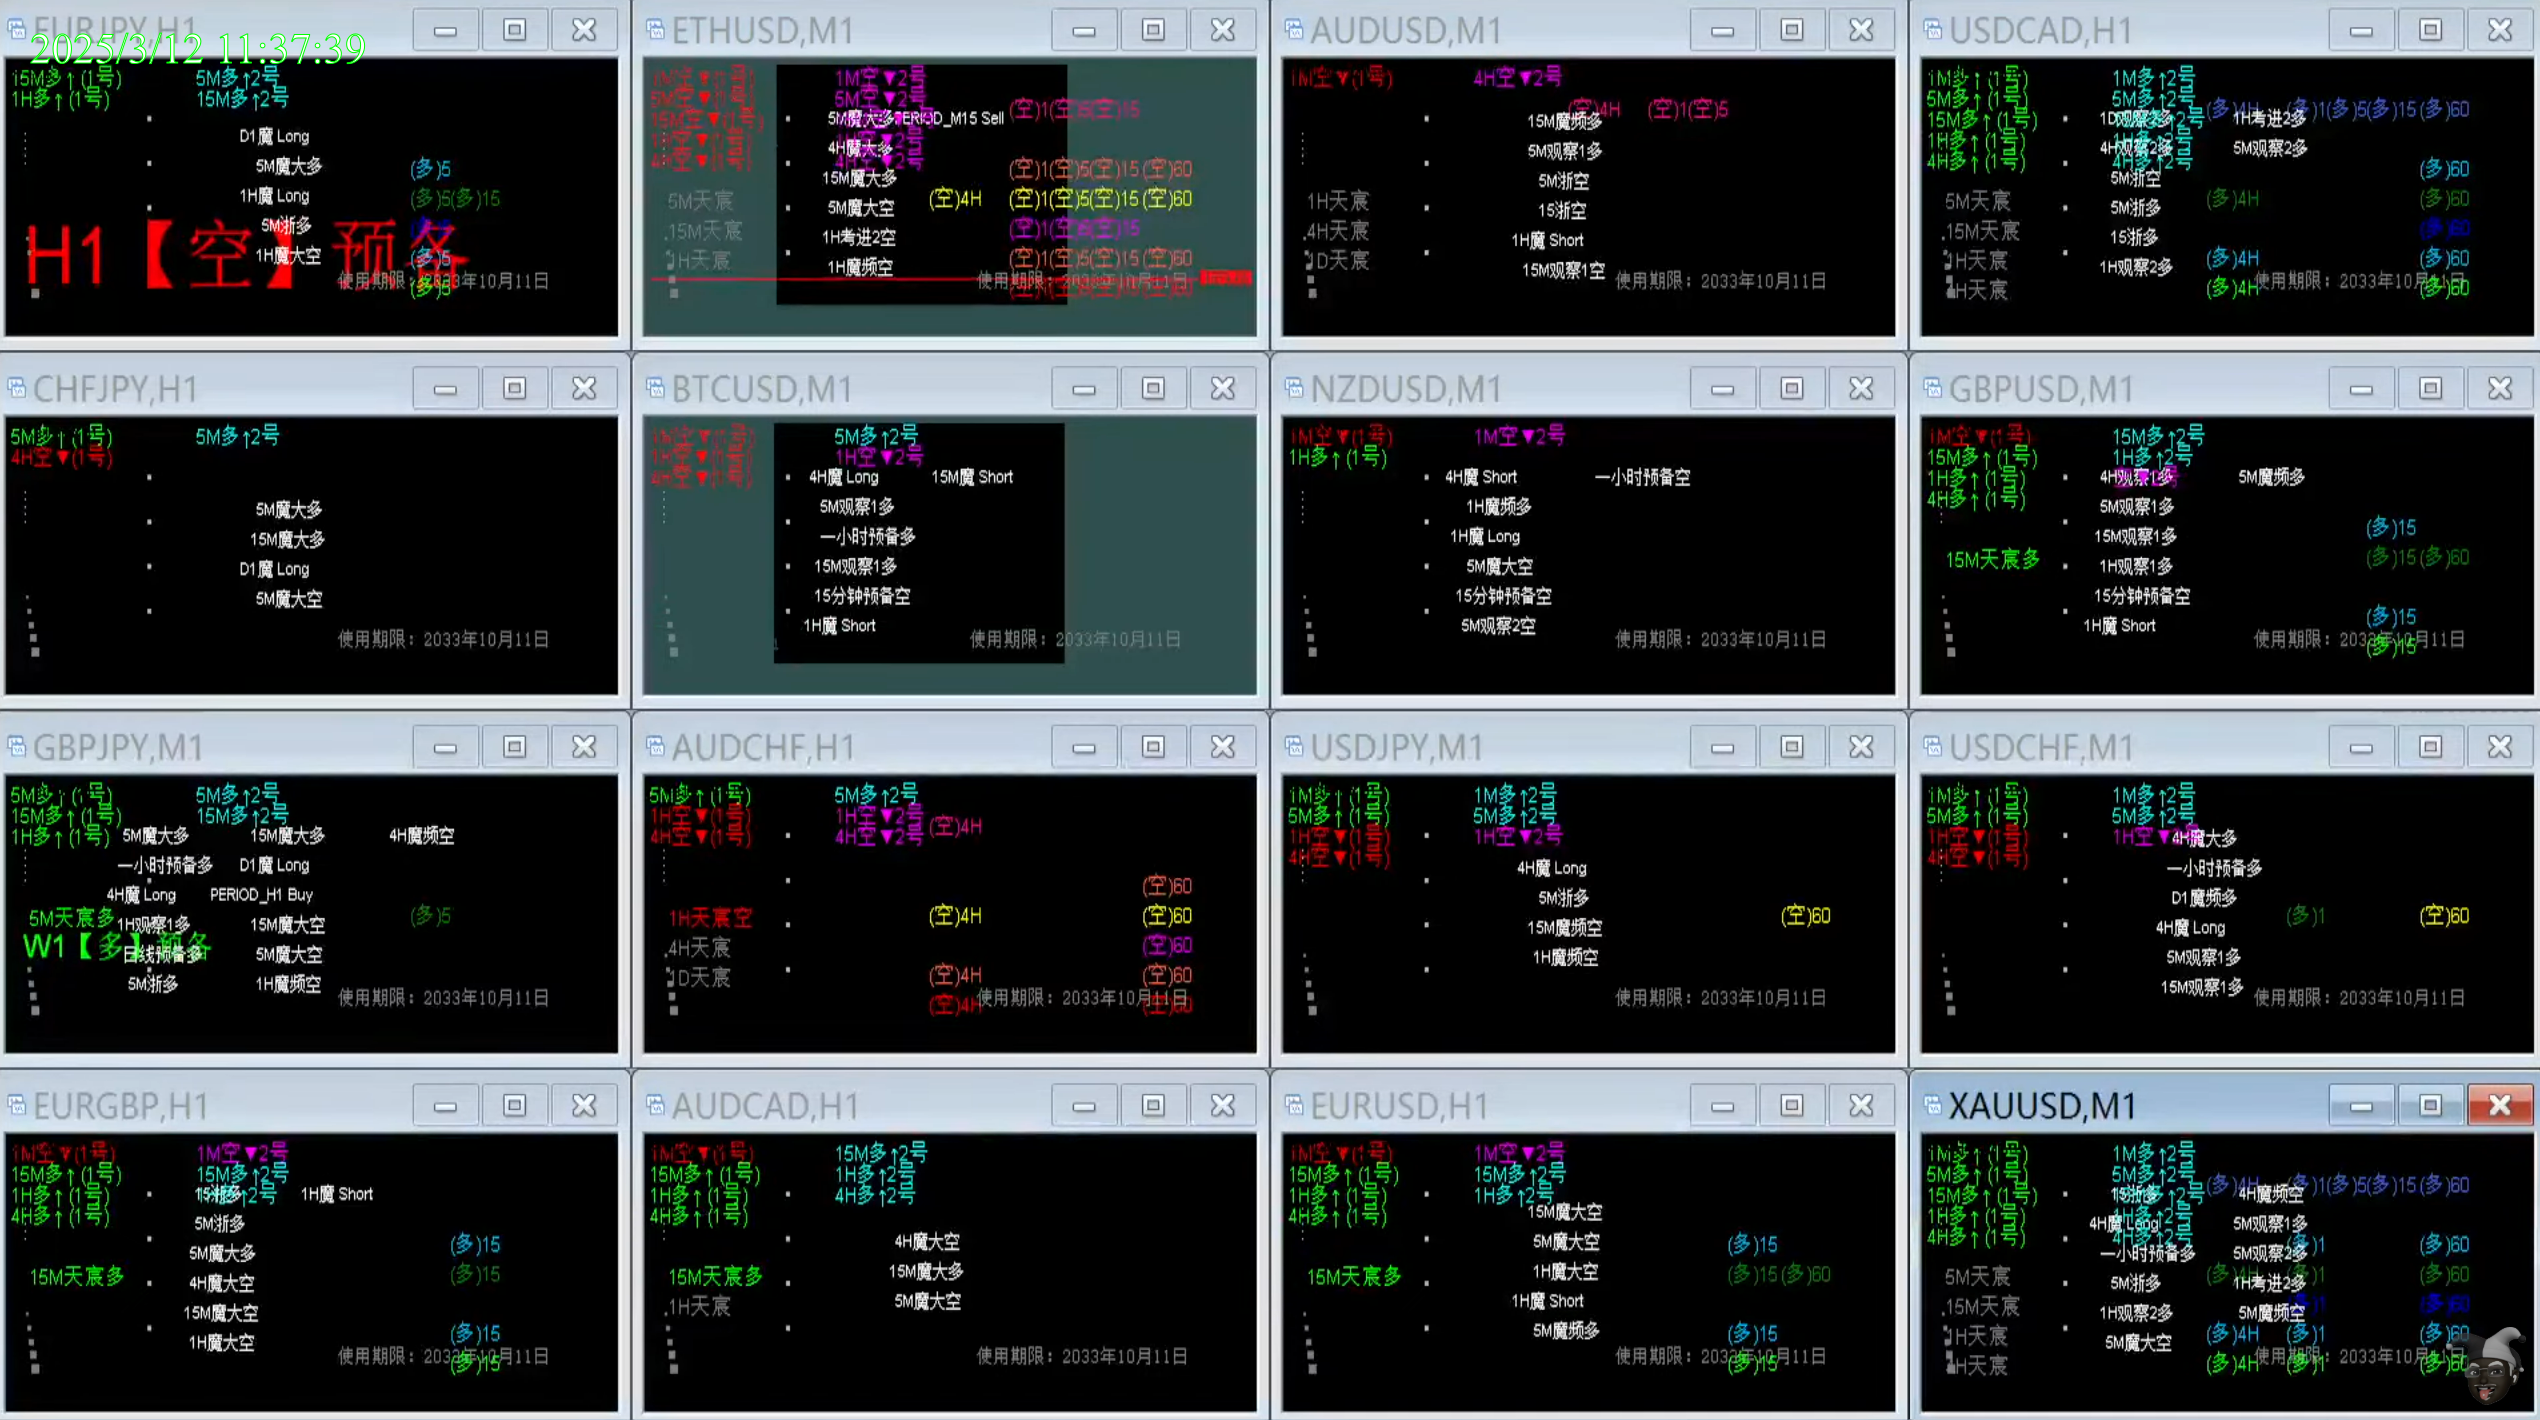 EURJPY,H1
2025/3/12 11:37:39
15M多↑(1号) 5M多↑2号
1H多↑(1号) 15M多↑2号
D1魔 Long
5M魔大多 (多)5
1H魔 Long (多)5(多)15
5M浙多
H1【空】预备
1H魔大空 (多)5
使用期限：2033年10月11日
(多)5
ETHUSD,M1
1M空▼(1号) 1M空▼2号
5M空▼(1号) 5M空▼2号
(空)1(空)5(空)15
15M空▼(1号) 5M魔大多 PERIOD_M15 Sell
4H魔大多
4H空▼(1号) 4H空▼2号
15M魔大多 (空)1(空)5(空)15(空)60
5M天宸 5M魔大空 (空)4H (空)1(空)5(空)15(空)60
15M天宸 1H考进2空 (空)1(空)5(空)15
1H天宸 1H魔频空 (空)1(空)5(空)15(空)60
使用期限：2033年10月11日
AUDUSD,M1
1M空▼(1号) 4H空▼2号
(空)4H (空)1(空)5
15M魔频多
5M观察1多
5M浙空
1H天宸 15浙空
4H天宸 1H魔 Short
1D天宸 15M观察1空
使用期限：2033年10月11日
USDCAD,H1
1M多↑(1号) 1M多↑2号
5M多↑(1号) 5M多↑2号
(多)4H (多)1(多)5(多)15(多)60
15M多↑(1号) 1H考进2多
1H多↑(1号) 4H观察2多 5M观察2多
4H多↑(1号) 4H多↑2号 (多)60
5M浙空
5M天宸 5M浙多 (多)4H (多)60
15M天宸 15浙多 (多)60
1H天宸 1H观察2多 (多)4H (多)60
4H天宸 (多)4H (多)60
使用期限：2033年10月11日
CHFJPY,H1
5M多↑(1号) 5M多↑2号
4H空▼(1号)
5M魔大多
15M魔大多
D1魔 Long
5M魔大空
使用期限：2033年10月11日
BTCUSD,M1
1M空▼(1号) 5M多↑2号
1H空▼(1号) 1H空▼2号
4H空▼(1号) 4H魔 Long 15M魔 Short
5M观察1多
一小时预备多
15M观察1多
15分钟预备空
1H魔 Short
使用期限：2033年10月11日
NZDUSD,M1
1M空▼(1号) 1M空▼2号
1H多↑(1号)
4H魔 Short 一小时预备空
1H魔频多
1H魔 Long
5M魔大空
15分钟预备空
5M观察2空
使用期限：2033年10月11日
GBPUSD,M1
1M空▼(1号) 15M多↑2号
15M多↑(1号) 1H多↑2号
1H多↑(1号) 4H观察1多 5M魔频多
4H多↑(1号) 5M观察1多
(多)15
15M观察1多
15M天宸多 1H观察1多 (多)15(多)60
15分钟预备空
1H魔 Short (多)15
使用期限：2033年10月11日
(多)15
GBPJPY,M1
5M多↑(1号) 5M多↑2号
15M多↑(1号) 15M多↑2号
1H多↑(1号) 5M魔大多 15M魔大多 4H魔频空
一小时预备多 D1魔 Long
4H魔 Long PERIOD_H1 Buy
5M天宸多 1H观察1多 15M魔大空 (多)5
W1【多】预备 日线预备多 5M魔大空
5M浙多 1H魔频空
使用期限：2033年10月11日
AUDCHF,H1
5M多↑(1号) 5M多↑2号
1H空▼(1号) 1H空▼2号
4H空▼(1号) 4H空▼2号 (空)4H
(空)60
1H天宸空 (空)4H (空)60
4H天宸 (空)60
1D天宸 (空)4H (空)60
(空)4H (空)60
使用期限：2033年10月11日
USDJPY,M1
1M多↑(1号) 1M多↑2号
5M多↑(1号) 5M多↑2号
1H空▼(1号) 1H空▼2号
4H空▼(1号)
4H魔 Long
5M浙多
(空)60
15M魔频空
1H魔频空
使用期限：2033年10月11日
USDCHF,M1
1M多↑(1号) 1M多↑2号
5M多↑(1号) 5M多↑2号
1H空▼(1号) 4H魔大多
4H空▼(1号) 一小时预备多
D1魔频多
(多)1 (空)60
4H魔 Long
5M观察1多
15M观察1多
使用期限：2033年10月11日
EURGBP,H1
1M空▼(1号) 1M空▼2号
15M多↑(1号) 15M多↑2号
1H多↑(1号) 15浙多 1H魔 Short
4H多↑(1号) 5M浙多
(多)15
5M魔大多
15M天宸多 4H魔大空 (多)15
15M魔大空
1H魔大空 (多)15
使用期限：2033年10月11日
(多)15
AUDCAD,H1
1M空▼(1号) 15M多↑2号
15M多↑(1号) 1H多↑2号
1H多↑(1号) 4H多↑2号
4H多↑(1号)
4H魔大空
15M天宸多 15M魔大多
1H天宸 5M魔大空
使用期限：2033年10月11日
EURUSD,H1
1M空▼(1号) 1M空▼2号
15M多↑(1号) 15M多↑2号
1H多↑(1号) 1H多↑2号
4H多↑(1号) 15M魔大空
5M魔大空 (多)15
15M天宸多 1H魔大空 (多)15(多)60
1H魔 Short
5M魔频多 (多)15
使用期限：2033年10月11日
(多)15
XAUUSD,M1
1M多↑(1号) 1M多↑2号
5M多↑(1号) 5M多↑2号
(多)1(多)5(多)15(多)60
15M多↑(1号) 15浙多 4H魔频空
1H多↑(1号) 4H魔 Long 5M观察1多
4H多↑(1号) 一小时预备多 5M观察2多 (多)1 (多)60
5M天宸 5M浙多 1H考进2多 (多)60
15M天宸 1H观察2多 5M魔频空 (多)60
1H天宸 5M魔大空 (多)4H (多)1 (多)60
4H天宸 (多)4H (多)1 (多)60
使用期限：2033年10月11日